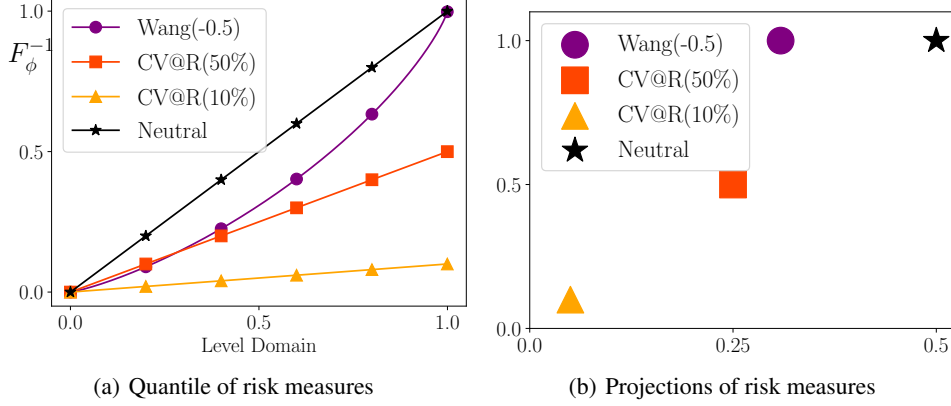 1.0
F_ϕ^{-1}
0.5
0.0
Wang(-0.5)
CV@R(50%)
CV@R(10%)
Neutral
0.0 0.5 1.0
Level Domain
(a) Quantile of risk measures
1.0
0.5
0.0
Wang(-0.5)
CV@R(50%)
CV@R(10%)
Neutral
0.0 0.25 0.5
(b) Projections of risk measures